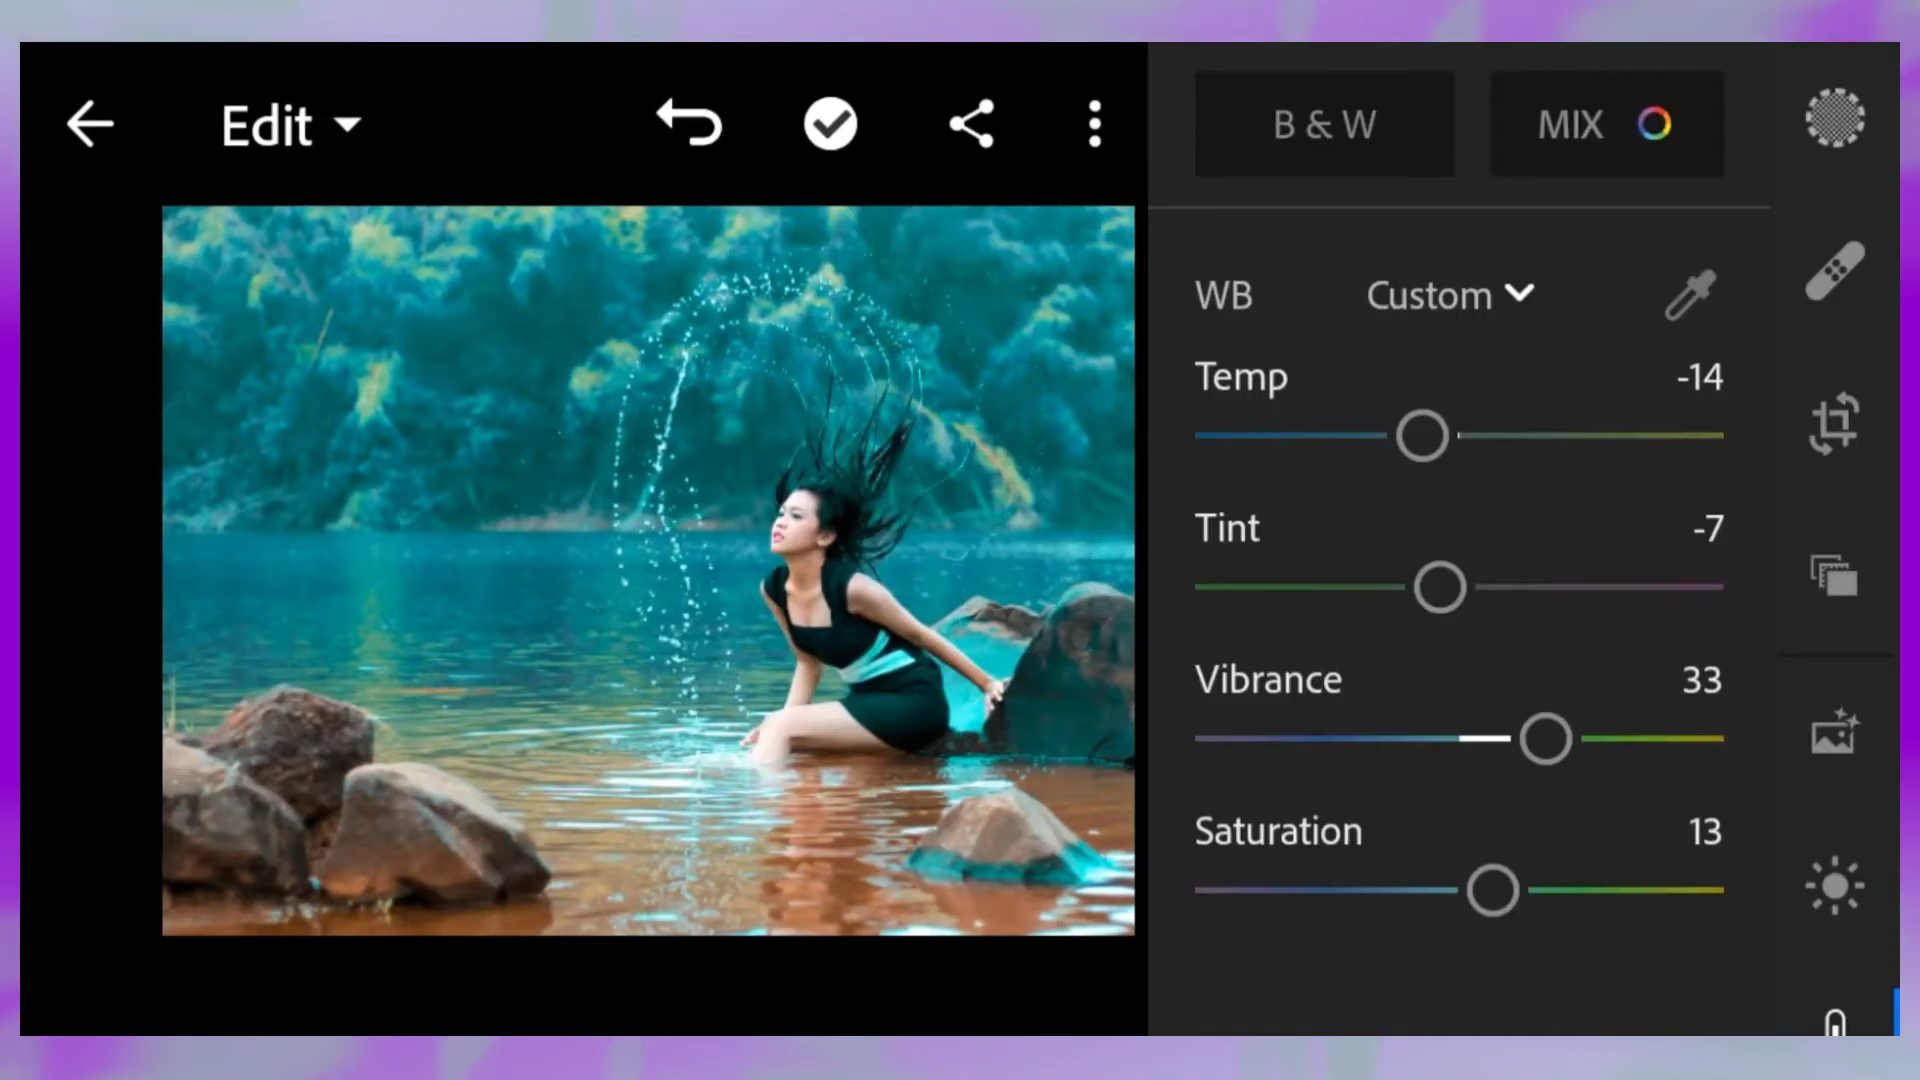 Edit
B & W
MIX
WB Custom
Temp -14
Tint -7
Vibrance 33
Saturation 13